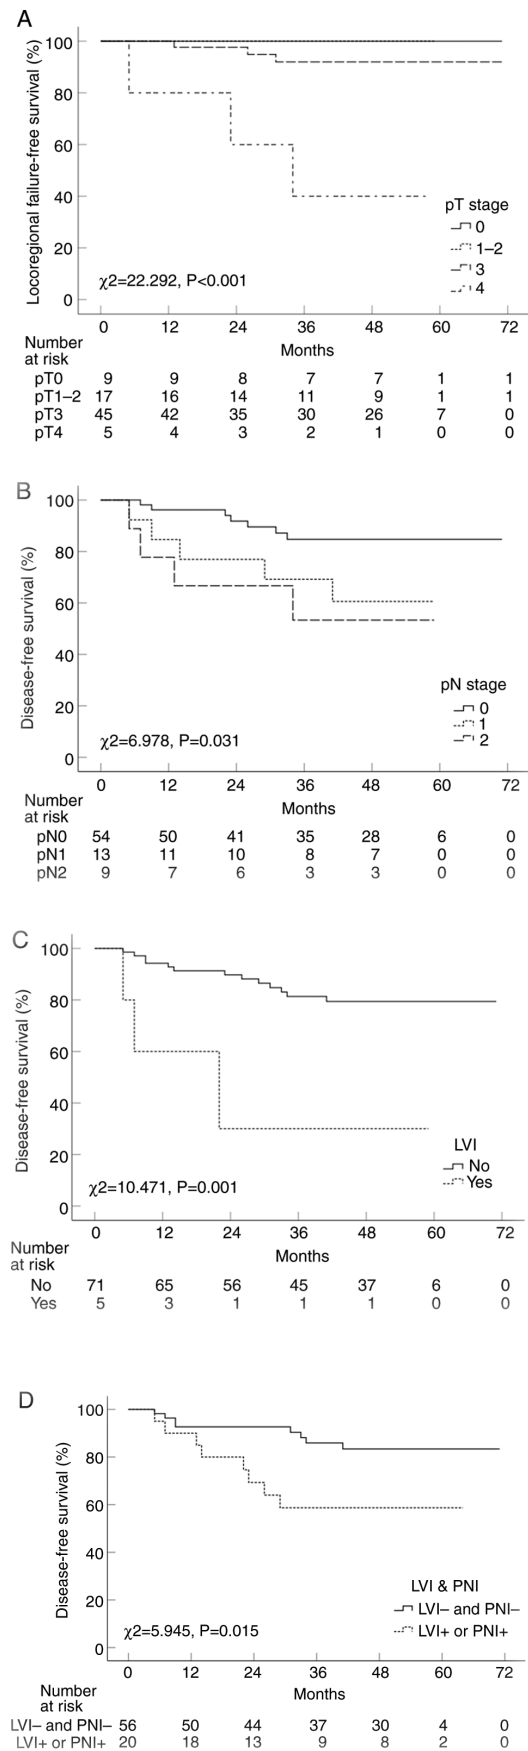 A
Locoregional failure-free survival (%)
100
80
60
40
20
0
χ2=22.292, P<0.001
pT stage
0
1–2
3
4
0 12 24 36 48 60 72
Months
Number
at risk
pT0 9 9 8 7 7 1 1
pT1–2 17 16 14 11 9 1 1
pT3 45 42 35 30 26 7 0
pT4 5 4 3 2 1 0 0
B
Disease-free survival (%)
100
80
60
40
20
0
χ2=6.978, P=0.031
pN stage
0
1
2
0 12 24 36 48 60 72
Months
Number
at risk
pN0 54 50 41 35 28 6 0
pN1 13 11 10 8 7 0 0
pN2 9 7 6 3 3 0 0
C
Disease-free survival (%)
100
80
60
40
20
0
χ2=10.471, P=0.001
LVI
No
Yes
0 12 24 36 48 60 72
Months
Number
at risk
No 71 65 56 45 37 6 0
Yes 5 3 1 1 1 0 0
D
Disease-free survival (%)
100
80
60
40
20
0
χ2=5.945, P=0.015
LVI & PNI
LVI– and PNI–
LVI+ or PNI+
0 12 24 36 48 60 72
Months
Number
at risk
LVI– and PNI– 56 50 44 37 30 4 0
LVI+ or PNI+ 20 18 13 9 8 2 0